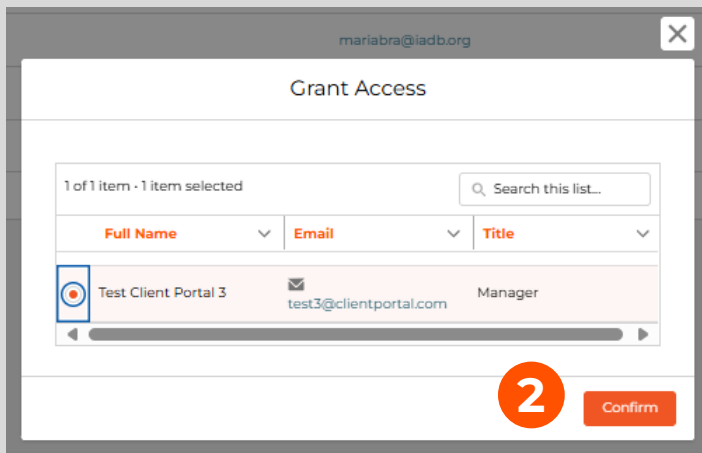 mariabra@iadb.org
Grant Access
1 of 1 item • 1 item selected
Search this list...
Full Name Email Title
Test Client Portal 3 test3@clientportal.com Manager
2
Confirm